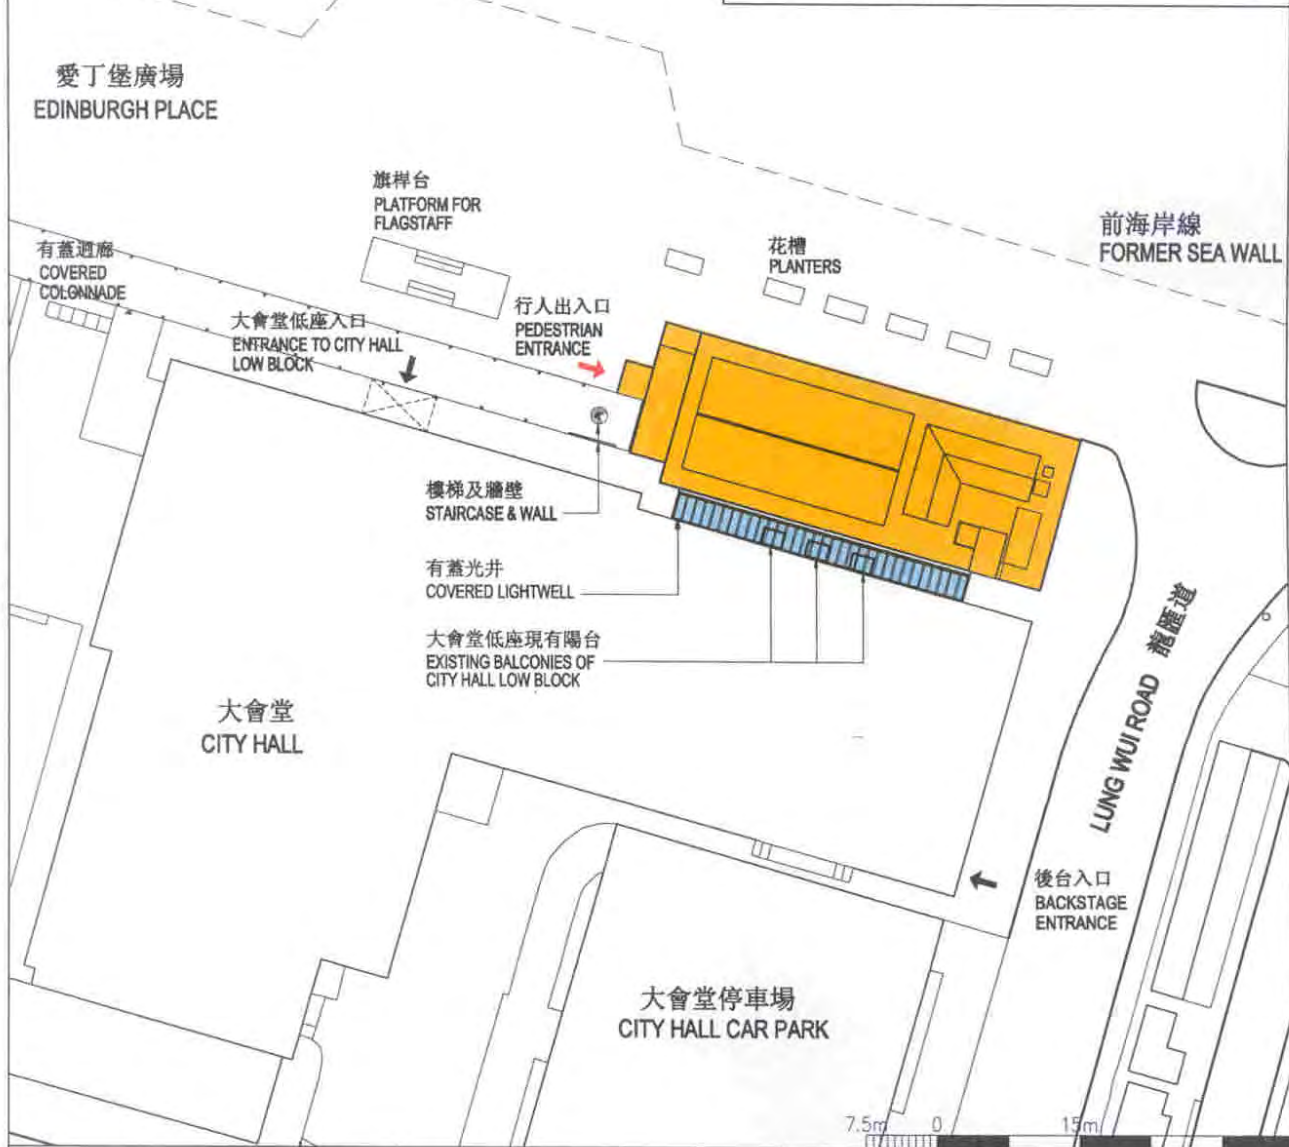 愛丁堡廣場
EDINBURGH PLACE
旗桿台
PLATFORM FOR
FLAGSTAFF
前海岸線
FORMER SEA WALL
花槽
PLANTERS
有蓋迴廊
COVERED
COLONNADE
大會堂低座入口
ENTRANCE TO CITY HALL
LOW BLOCK
行人出入口
PEDESTRIAN
ENTRANCE
樓梯及牆壁
STAIRCASE & WALL
有蓋光井
COVERED LIGHTWELL
大會堂低座現有陽台
EXISTING BALCONIES OF
CITY HALL LOW BLOCK
LUNG WUI ROAD 龍匯道
大會堂
CITY HALL
後台入口
BACKSTAGE
ENTRANCE
大會堂停車場
CITY HALL CAR PARK
7.5m 0 15m